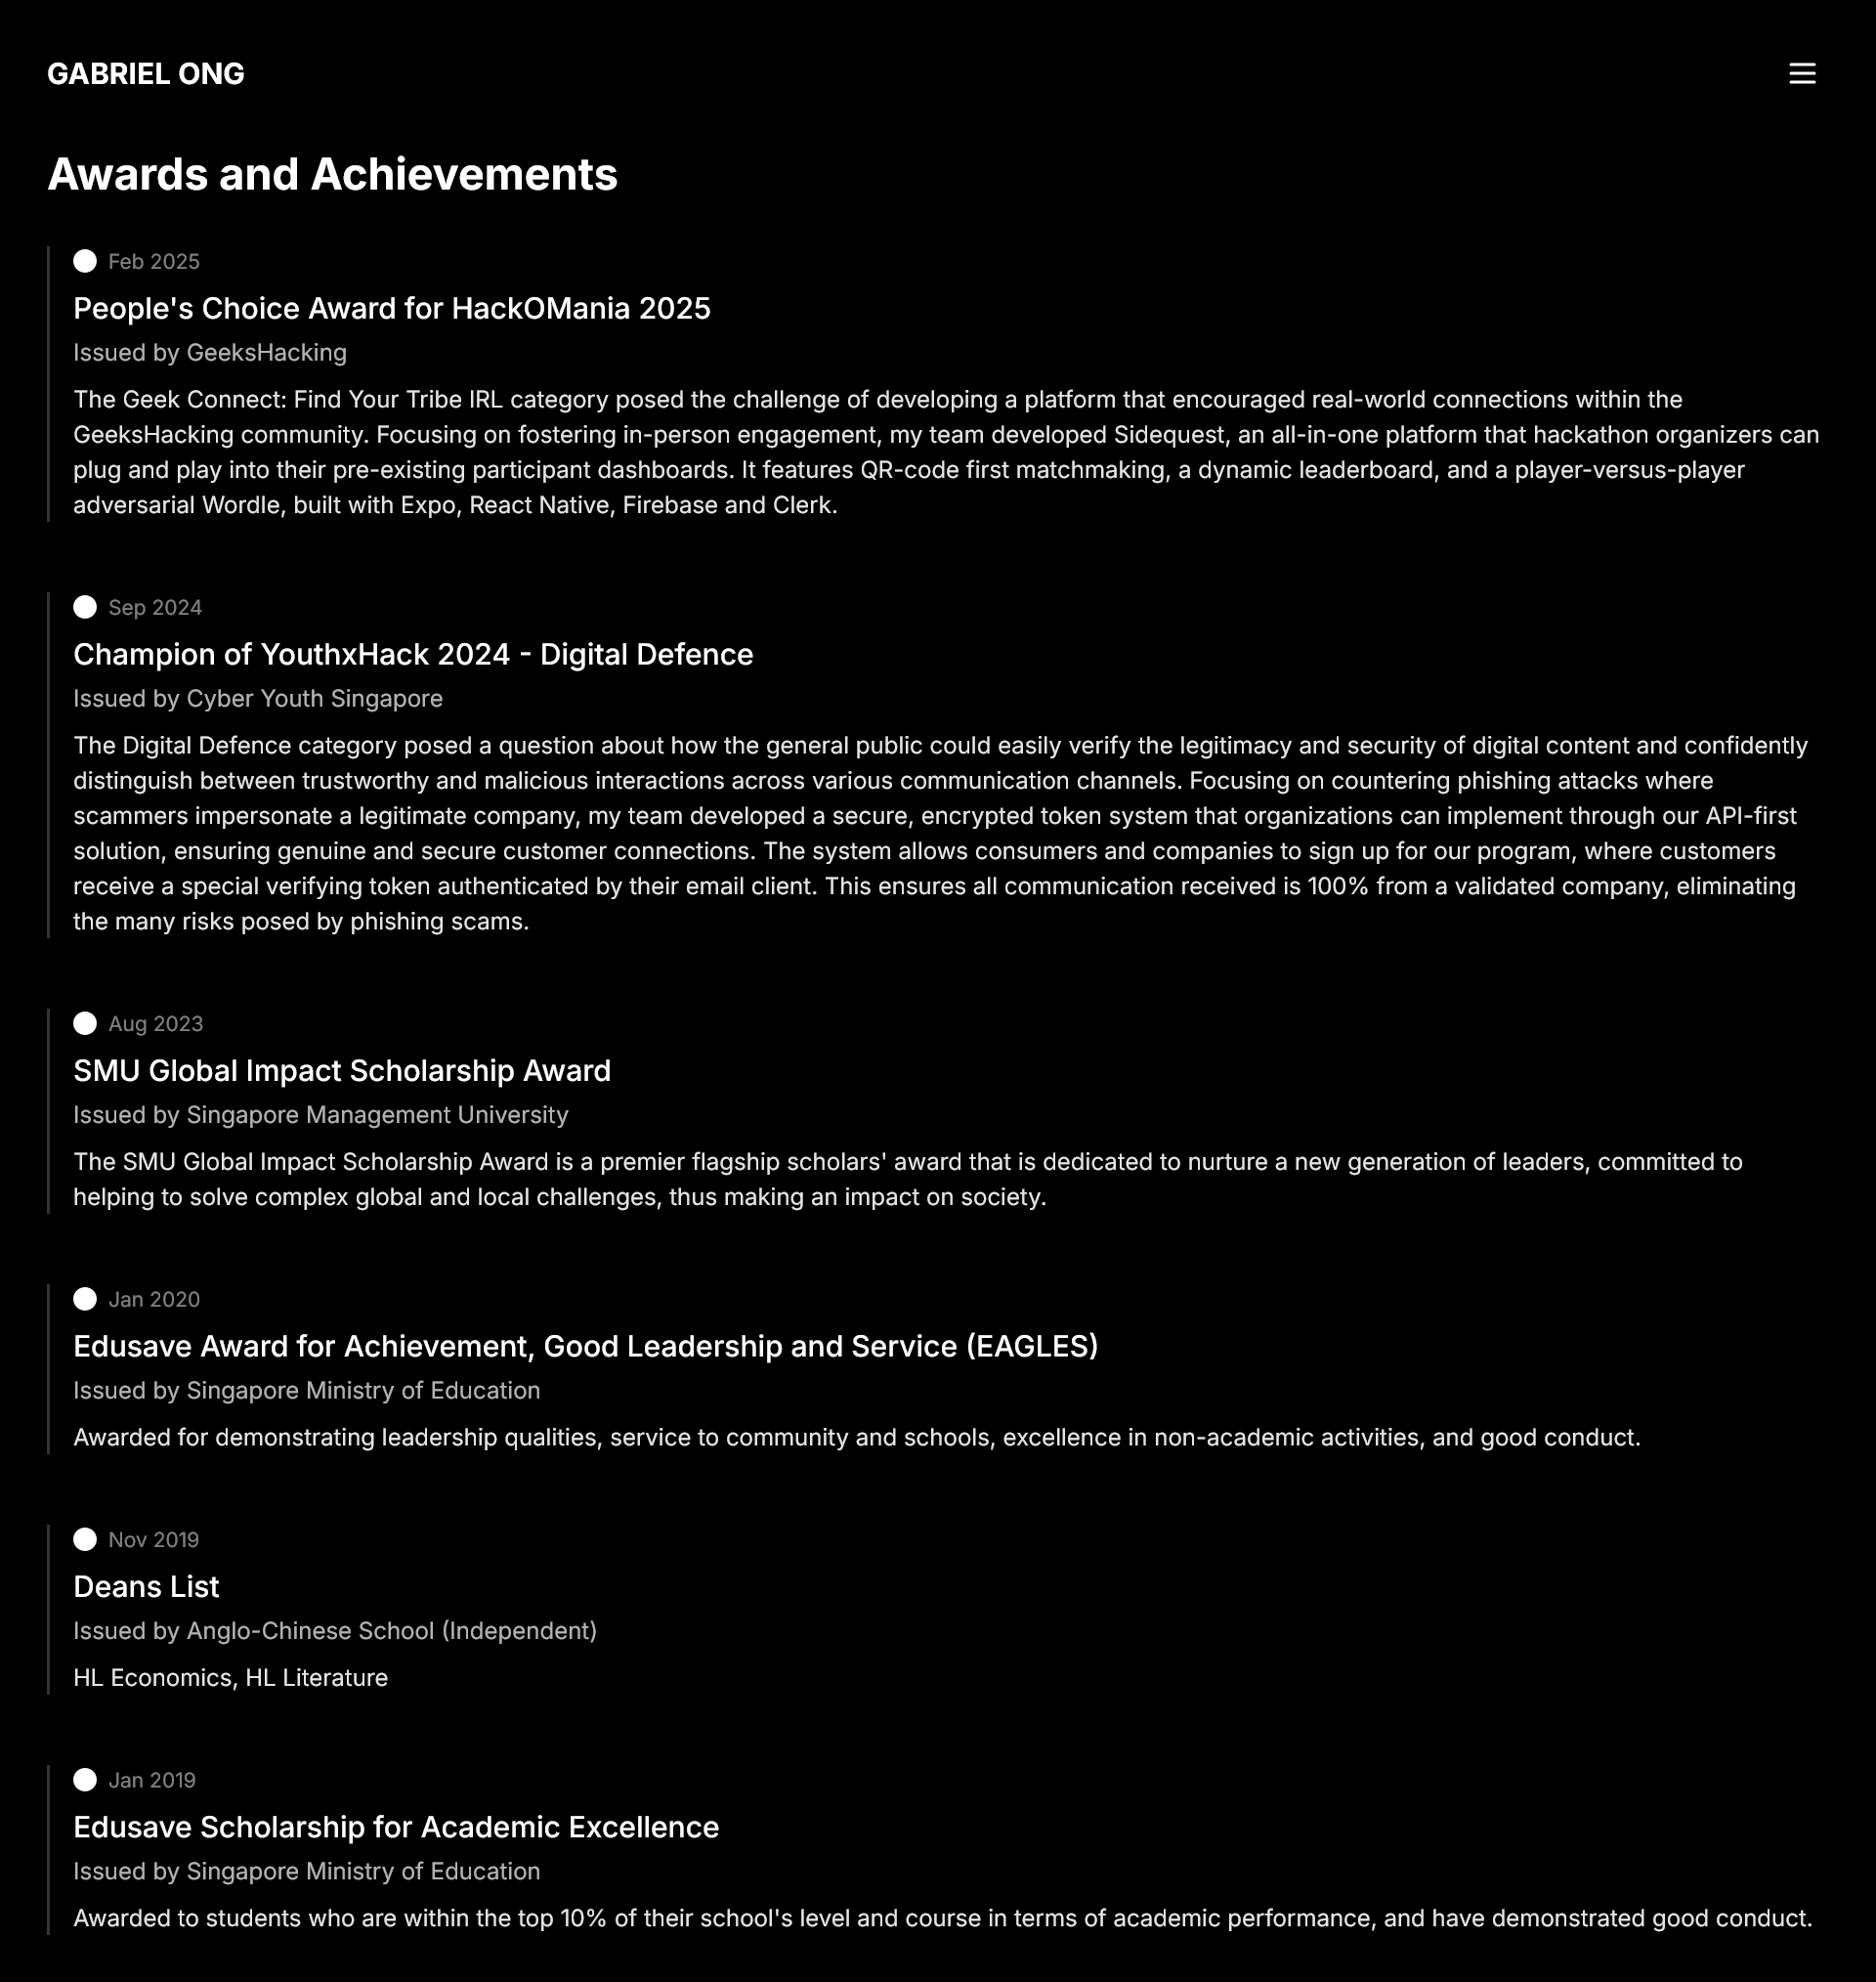 GABRIEL ONG
Awards and Achievements
Feb 2025
People's Choice Award for HackOMania 2025
Issued by GeeksHacking
The Geek Connect: Find Your Tribe IRL category posed the challenge of developing a platform that encouraged real-world connections within the
GeeksHacking community. Focusing on fostering in-person engagement, my team developed Sidequest, an all-in-one platform that hackathon organizers can
plug and play into their pre-existing participant dashboards. It features QR-code first matchmaking, a dynamic leaderboard, and a player-versus-player
adversarial Wordle, built with Expo, React Native, Firebase and Clerk.
Sep 2024
Champion of YouthxHack 2024 - Digital Defence
Issued by Cyber Youth Singapore
The Digital Defence category posed a question about how the general public could easily verify the legitimacy and security of digital content and confidently
distinguish between trustworthy and malicious interactions across various communication channels. Focusing on countering phishing attacks where
scammers impersonate a legitimate company, my team developed a secure, encrypted token system that organizations can implement through our API-first
solution, ensuring genuine and secure customer connections. The system allows consumers and companies to sign up for our program, where customers
receive a special verifying token authenticated by their email client. This ensures all communication received is 100% from a validated company, eliminating
the many risks posed by phishing scams.
Aug 2023
SMU Global Impact Scholarship Award
Issued by Singapore Management University
The SMU Global Impact Scholarship Award is a premier flagship scholars' award that is dedicated to nurture a new generation of leaders, committed to
helping to solve complex global and local challenges, thus making an impact on society.
Jan 2020
Edusave Award for Achievement, Good Leadership and Service (EAGLES)
Issued by Singapore Ministry of Education
Awarded for demonstrating leadership qualities, service to community and schools, excellence in non-academic activities, and good conduct.
Nov 2019
Deans List
Issued by Anglo-Chinese School (Independent)
HL Economics, HL Literature
Jan 2019
Edusave Scholarship for Academic Excellence
Issued by Singapore Ministry of Education
Awarded to students who are within the top 10% of their school's level and course in terms of academic performance, and have demonstrated good conduct.